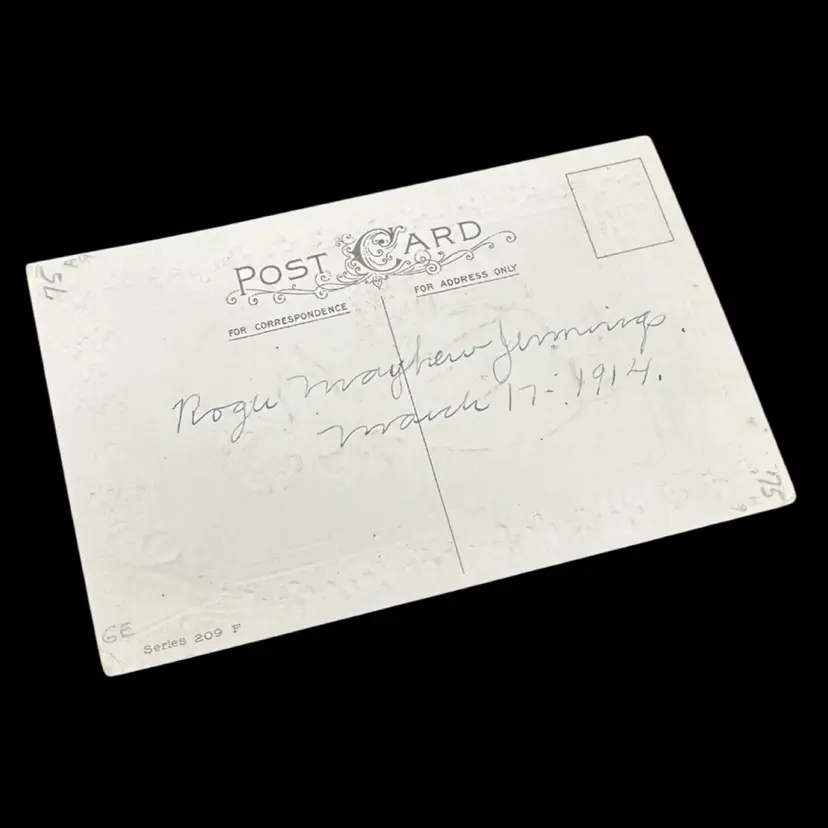 75
POST CARD
FOR CORRESPONDENCE
FOR ADDRESS ONLY
Roger Mayhew Jennings.
March 17-1914.
75
GE
Series 209 F